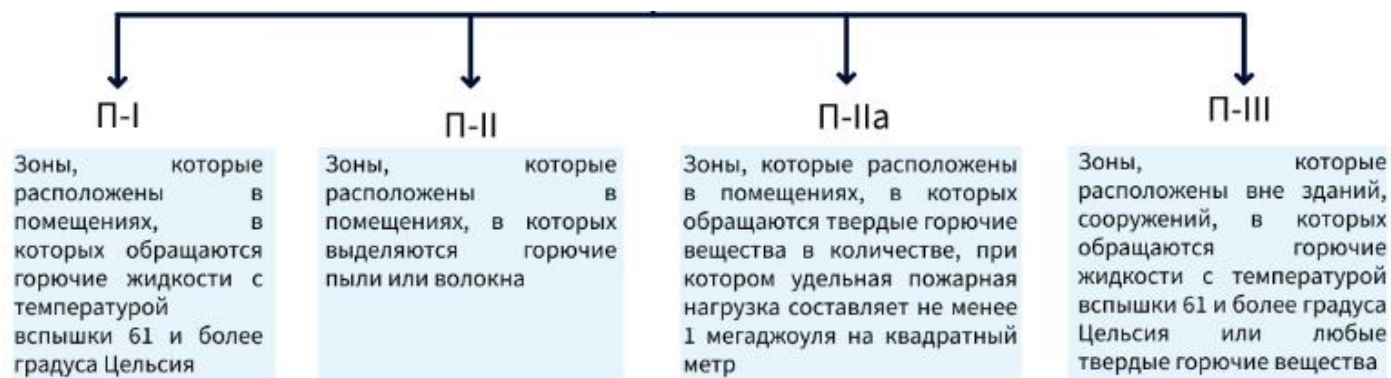 П-I
Зоны, которые
расположены в
помещениях, в
которых обращаются
горючие жидкости с
температурой
вспышки 61 и более
градуса Цельсия
П-II
Зоны, которые
расположены в
помещениях, в которых
выделяются горючие
пыли или волокна
П-IIа
Зоны, которые расположены
в помещениях, в которых
обращаются твердые горючие
вещества в количестве, при
котором удельная пожарная
нагрузка составляет не менее
1 мегаджоуля на квадратный
метр
П-III
Зоны, которые
расположены вне зданий,
сооружений, в которых
обращаются горючие
жидкости с температурой
вспышки 61 и более градуса
Цельсия или любые
твердые горючие вещества